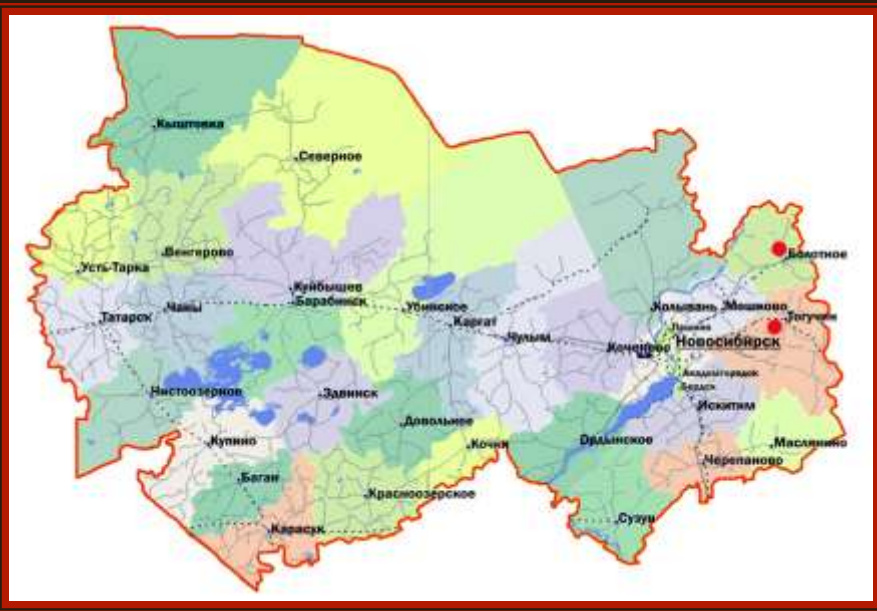 Кыштовка
Северное
Венгерово
Болотное
Усть-Тарка
Куйбышев
Барабинск
Чаны
Убинское
Колывань
Мошково
Татарск
Каргат
Тогучин
Чулым
Коченево
Новосибирск
Академгородок
Бердск
Чистоозерное
Здвинск
Искитим
Довольное
Купино
Кочки
Ордынское
Маслянино
Черепаново
Баган
Красноозерское
Карасук
Сузун